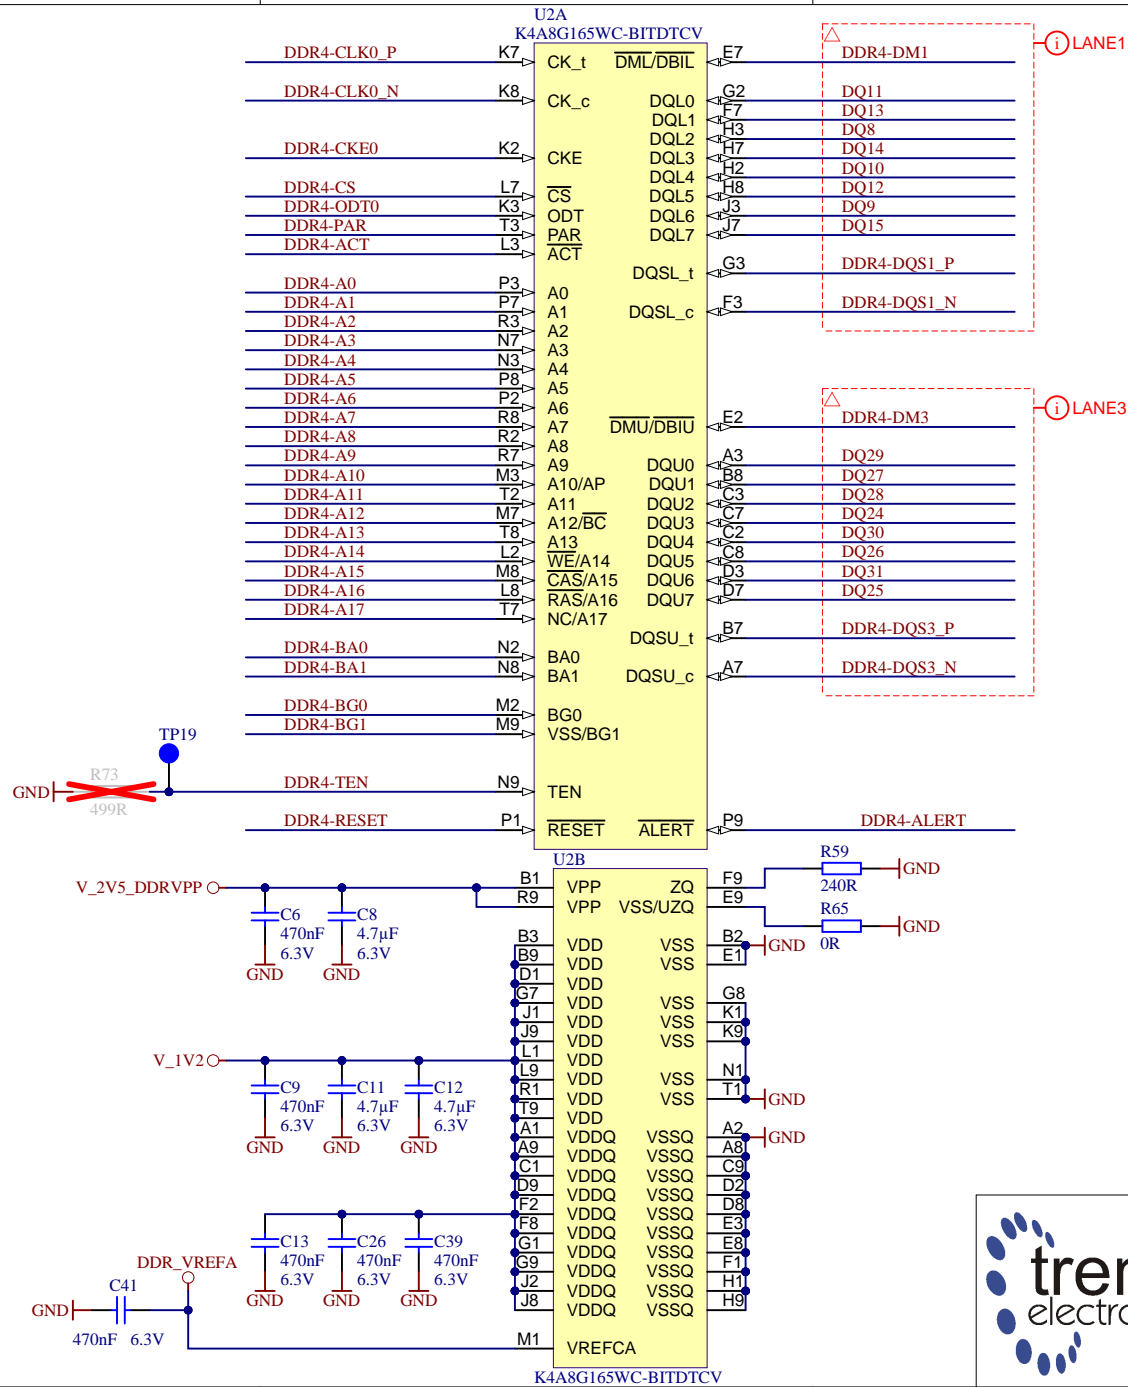 U2A
K4A8G165WC-BITDTCV
DDR4-CLK0_P K7 CK_t DML/DBIL E7 DDR4-DM1
LANE1
DDR4-CLK0_N K8 CK_c DQL0 G2 DQ11
DQL1 F7 DQ13
DQL2 H3 DQ8
DDR4-CKE0 K2 CKE DQL3 H7 DQ14
DQL4 H2 DQ10
DDR4-CS L7 CS DQL5 H8 DQ12
DDR4-ODT0 K3 ODT DQL6 J3 DQ9
DDR4-PAR T3 PAR DQL7 J7 DQ15
DDR4-ACT L3 ACT
DQSL_t G3 DDR4-DQS1_P
DDR4-A0 P3 A0
DDR4-A1 P7 A1 DQSL_c F3 DDR4-DQS1_N
DDR4-A2 R3 A2
DDR4-A3 N7 A3
DDR4-A4 N3 A4
DDR4-A5 P8 A5
DDR4-A6 P2 A6
LANE3
DDR4-A7 R8 A7 DMU/DBIU E2 DDR4-DM3
DDR4-A8 R2 A8
DDR4-A9 R7 A9 DQU0 A3 DQ29
DDR4-A10 M3 A10/AP DQU1 B8 DQ27
DDR4-A11 T2 A11 DQU2 C3 DQ28
DDR4-A12 M7 A12/BC DQU3 C7 DQ24
DDR4-A13 T8 A13 DQU4 C2 DQ30
DDR4-A14 L2 WE/A14 DQU5 C8 DQ26
DDR4-A15 M8 CAS/A15 DQU6 D3 DQ31
DDR4-A16 L8 RAS/A16 DQU7 D7 DQ25
DDR4-A17 T7 NC/A17
DQSU_t B7 DDR4-DQS3_P
DDR4-BA0 N2 BA0
DDR4-BA1 N8 BA1 DQSU_c A7 DDR4-DQS3_N
DDR4-BG0 M2 BG0
DDR4-BG1 M9 VSS/BG1
TP19
R73
GND DDR4-TEN N9 TEN
499R
DDR4-RESET P1 RESET ALERT P9 DDR4-ALERT
U2B
R59
V_2V5_DDRVPP B1 VPP ZQ F9 GND
240R
R9 VPP VSS/UZQ E9
R65
GND
0R
C6 C8
470nF 4.7µF
6.3V 6.3V
GND GND
B3 VDD VSS B2 GND
B9 VDD VSS E1
D1 VDD
G7 VDD VSS G8
J1 VDD VSS K1
J9 VDD VSS K9
V_1V2 L1 VDD
L9 VDD VSS N1
R1 VDD VSS T1 GND
T9 VDD
C9 C11 C12
470nF 4.7µF 4.7µF
6.3V 6.3V 6.3V
GND GND GND
A1 VDDQ VSSQ A2 GND
A9 VDDQ VSSQ A8
C1 VDDQ VSSQ C9
D9 VDDQ VSSQ D2
F2 VDDQ VSSQ D8
F8 VDDQ VSSQ E3
G1 VDDQ VSSQ E8
G9 VDDQ VSSQ F1
J2 VDDQ VSSQ H1
J8 VDDQ VSSQ H9
C13 C26 C39
470nF 470nF 470nF
6.3V 6.3V 6.3V
GND GND GND
DDR_VREFA
C41
GND
470nF 6.3V
M1 VREFCA
K4A8G165WC-BITDTCV
tren
electro